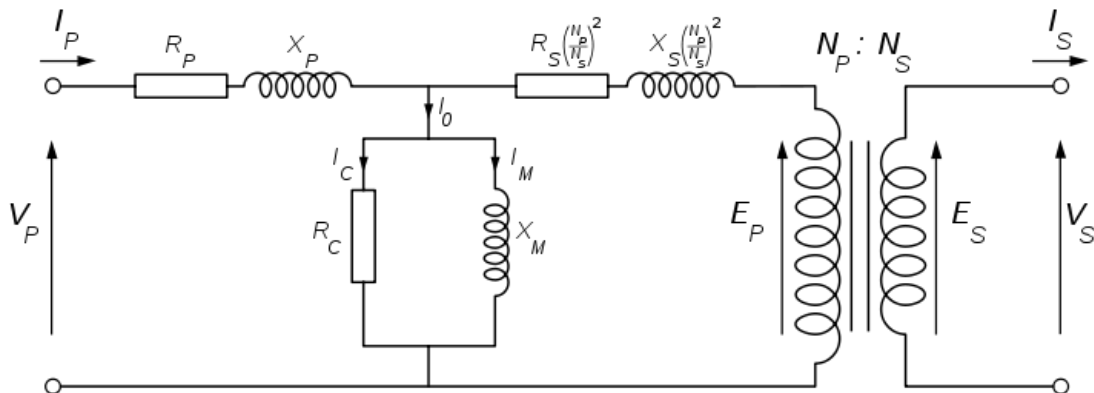 I_P
R_P
X_P
R_S(N_P/N_S)^2
X_S(N_P/N_S)^2
N_P : N_S
I_S
I_0
I_C
I_M
V_P
R_C
X_M
E_P
E_S
V_S